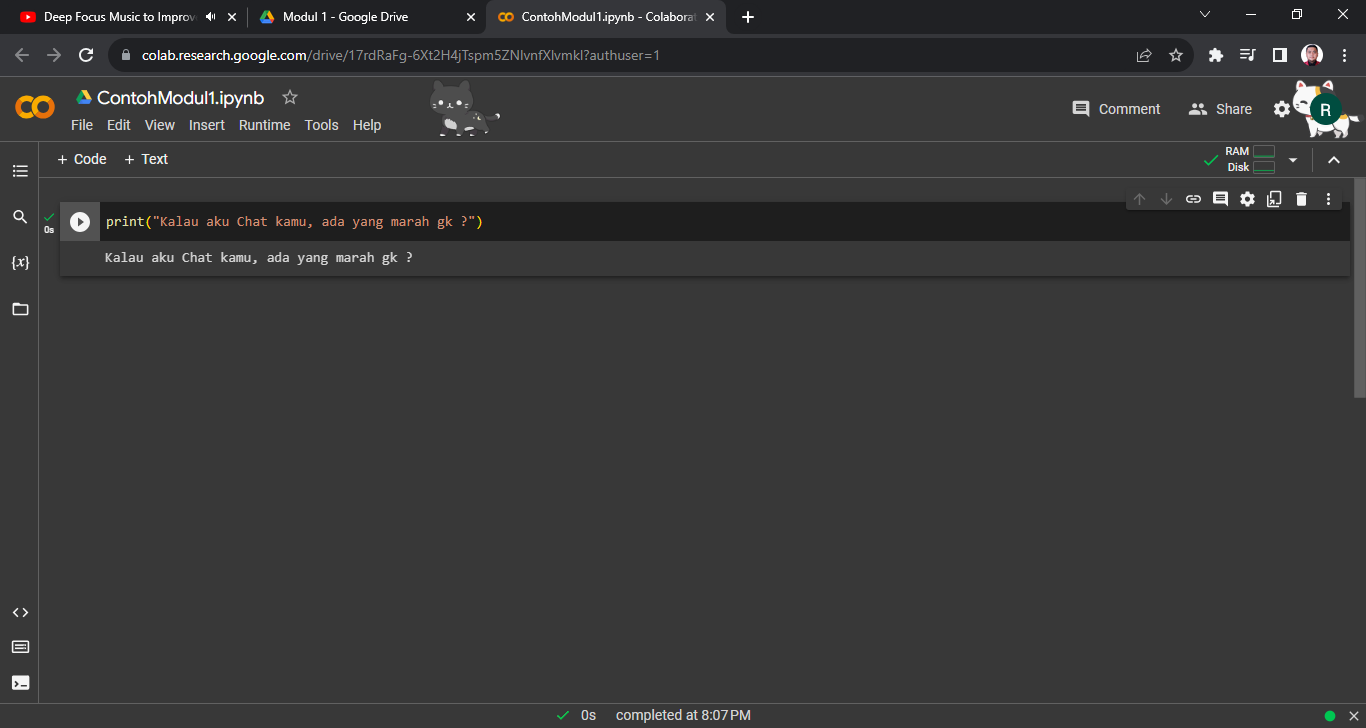 Deep Focus Music to Improv
Modul 1 - Google Drive
ContohModul1.ipynb - Colaborat
colab.research.google.com/drive/17rdRaFg-6Xt2H4jTspm5ZNlvnfXlvmkl?authuser=1
ContohModul1.ipynb
File Edit View Insert Runtime Tools Help
Comment
Share
R
+ Code + Text
RAM
Disk
{x}
0s
print("Kalau aku Chat kamu, ada yang marah gk ?")
Kalau aku Chat kamu, ada yang marah gk ?
0s completed at 8:07 PM